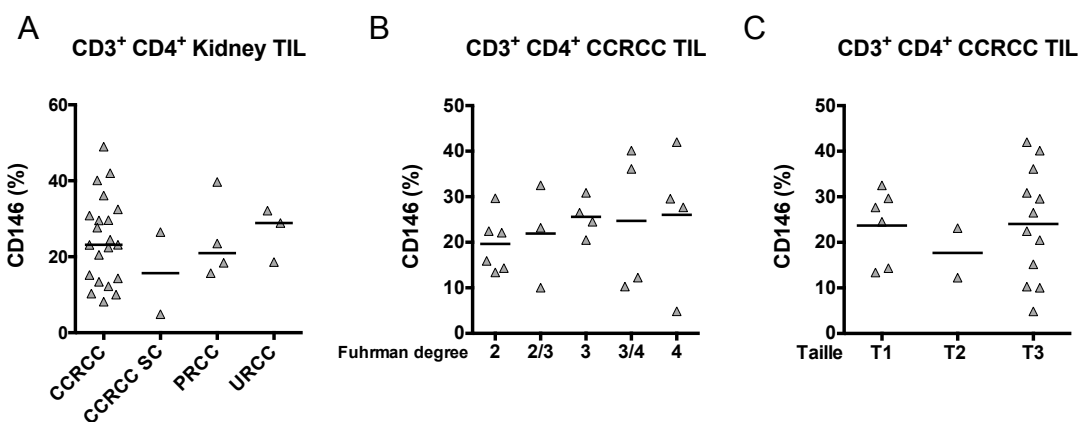 A
CD3⁺ CD4⁺ Kidney TIL
CD146 (%)
60
40
20
0
CCRCC
CCRCC SC
PRCC
URCC
B
CD3⁺ CD4⁺ CCRCC TIL
CD146 (%)
50
40
30
20
10
0
Fuhrman degree 2 2/3 3 3/4 4
C
CD3⁺ CD4⁺ CCRCC TIL
CD146 (%)
50
40
30
20
10
0
Taille T1 T2 T3